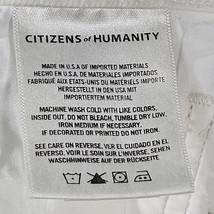 CITIZENS of HUMANITY
MADE IN U.S.A OF IMPORTED MATERIALS
HECHO EN U.S.A. DE MATERIALES IMPORTADOS
FABRIQUÉ AUX ETATS-UNIS ET MATÉRIAUX IMPORTES
HERGESTELLT IN DEN USA MIT
IMPORTIERTEM MATERIAL
MACHINE WASH COLD WITH LIKE COLORS,
INSIDE OUT. DO NOT BLEACH, TUMBLE DRY LOW,
IRON MEDIUM IF NECESSARY.
IF DECORATED OR PRINTED DO NOT IRON.
SEE CARE ON REVERSE, VER EL CUIDADO EN EL
REVERSO, VOIR LE SOIN SUR L'INVERSE, SEHEN
WASCHHINWEISE AUF DER RÜCKSEITE